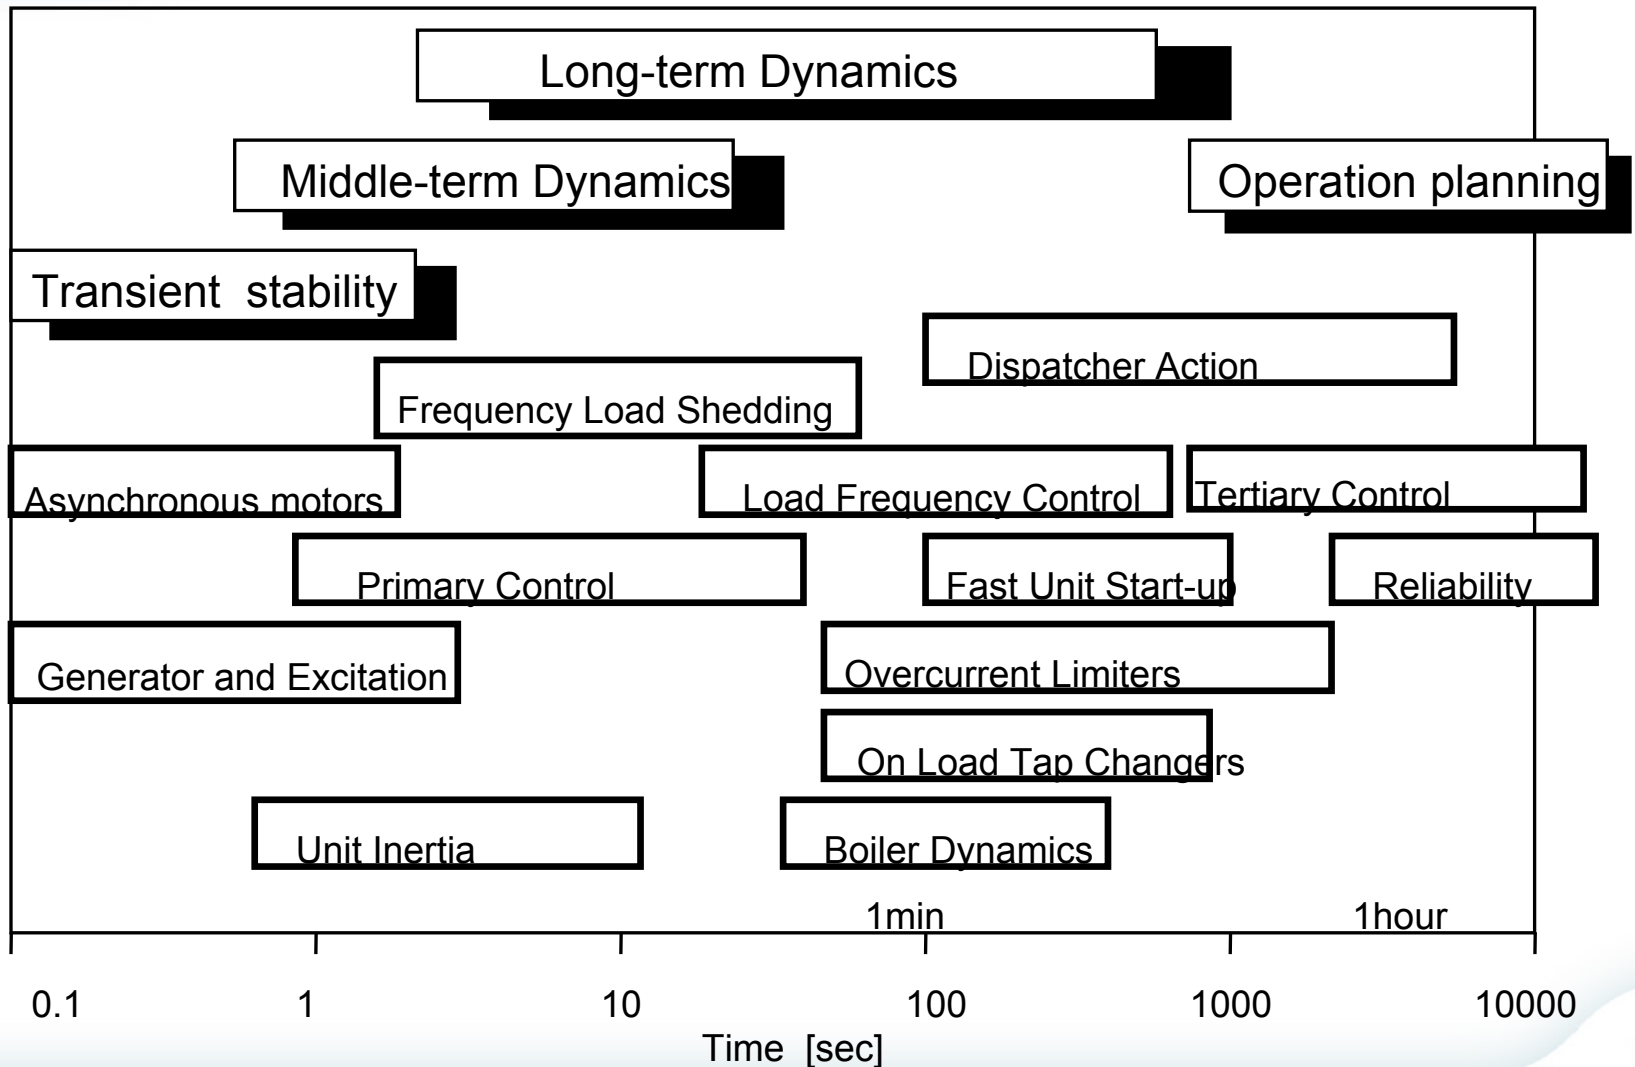 Long-term Dynamics
Middle-term Dynamics
Operation planning
Transient stability
Dispatcher Action
Frequency Load Shedding
Asynchronous motors
Load Frequency Control
Tertiary Control
Primary Control
Fast Unit Start-up
Reliability
Generator and Excitation
Overcurrent Limiters
On Load Tap Changers
Unit Inertia
Boiler Dynamics
1min
1hour
0.1 1 10 100 1000 10000
Time [sec]